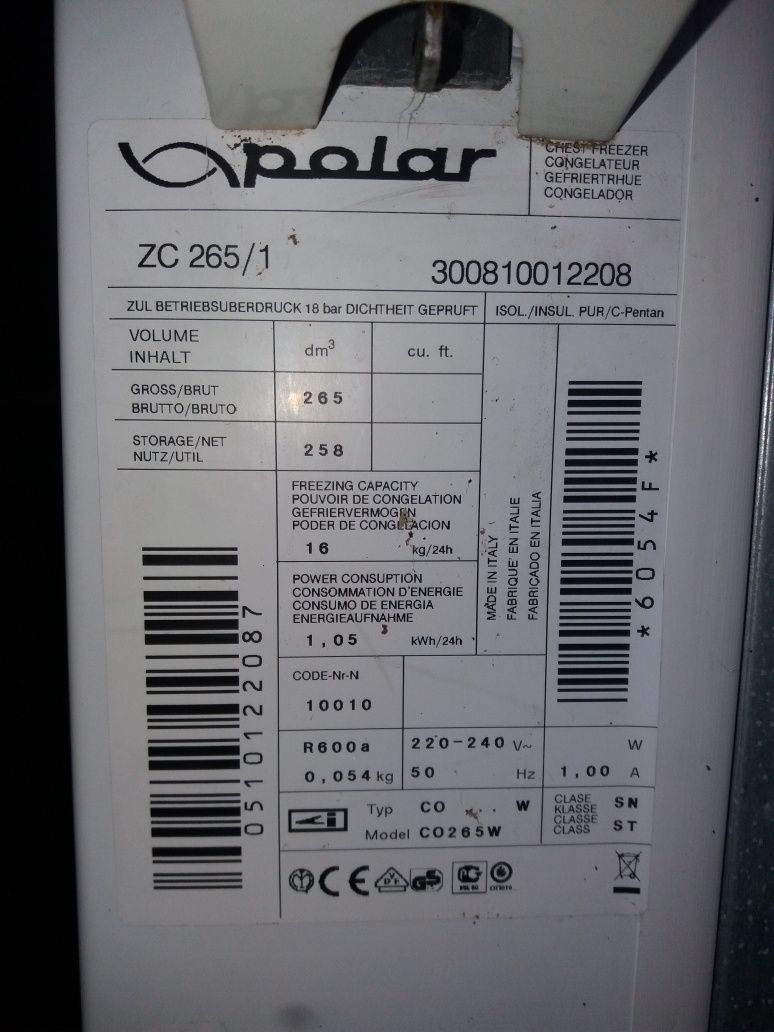 polar
CHEST FREEZER
CONGELATEUR
GEFRIERTRHUE
CONGELADOR
ZC 265/1
300810012208
ZUL BETRIEBSUBERDRUCK 18 bar DICHTHEIT GEPRUFT
ISOL./INSUL. PUR/C-Pentan
VOLUME
INHALT
dm³
cu. ft.
GROSS/BRUT
BRUTTO/BRUTO
265
STORAGE/NET
NUTZ/UTIL
258
FREEZING CAPACITY
POUVOIR DE CONGELATION
GEFRIERVERMOGEN
PODER DE CONGELACION
16 kg/24h
POWER CONSUPTION
CONSOMMATION D'ENERGIE
CONSUMO DE ENERGIA
ENERGIEAUFNAHME
1,05 kWh/24h
MADE IN ITALY
FABRIQUE' EN ITALIE
FABRICADO EN ITALIA
*6054F*
05101222087
CODE-Nr-N
10010
R600a
0,054 kg
220-240 V~
50 Hz
W
1,00 A
Typ CO ... W
Model CO265W
CLASE
KLASSE
CLASSE
CLASS
SN
ST
CE
VDE
GS